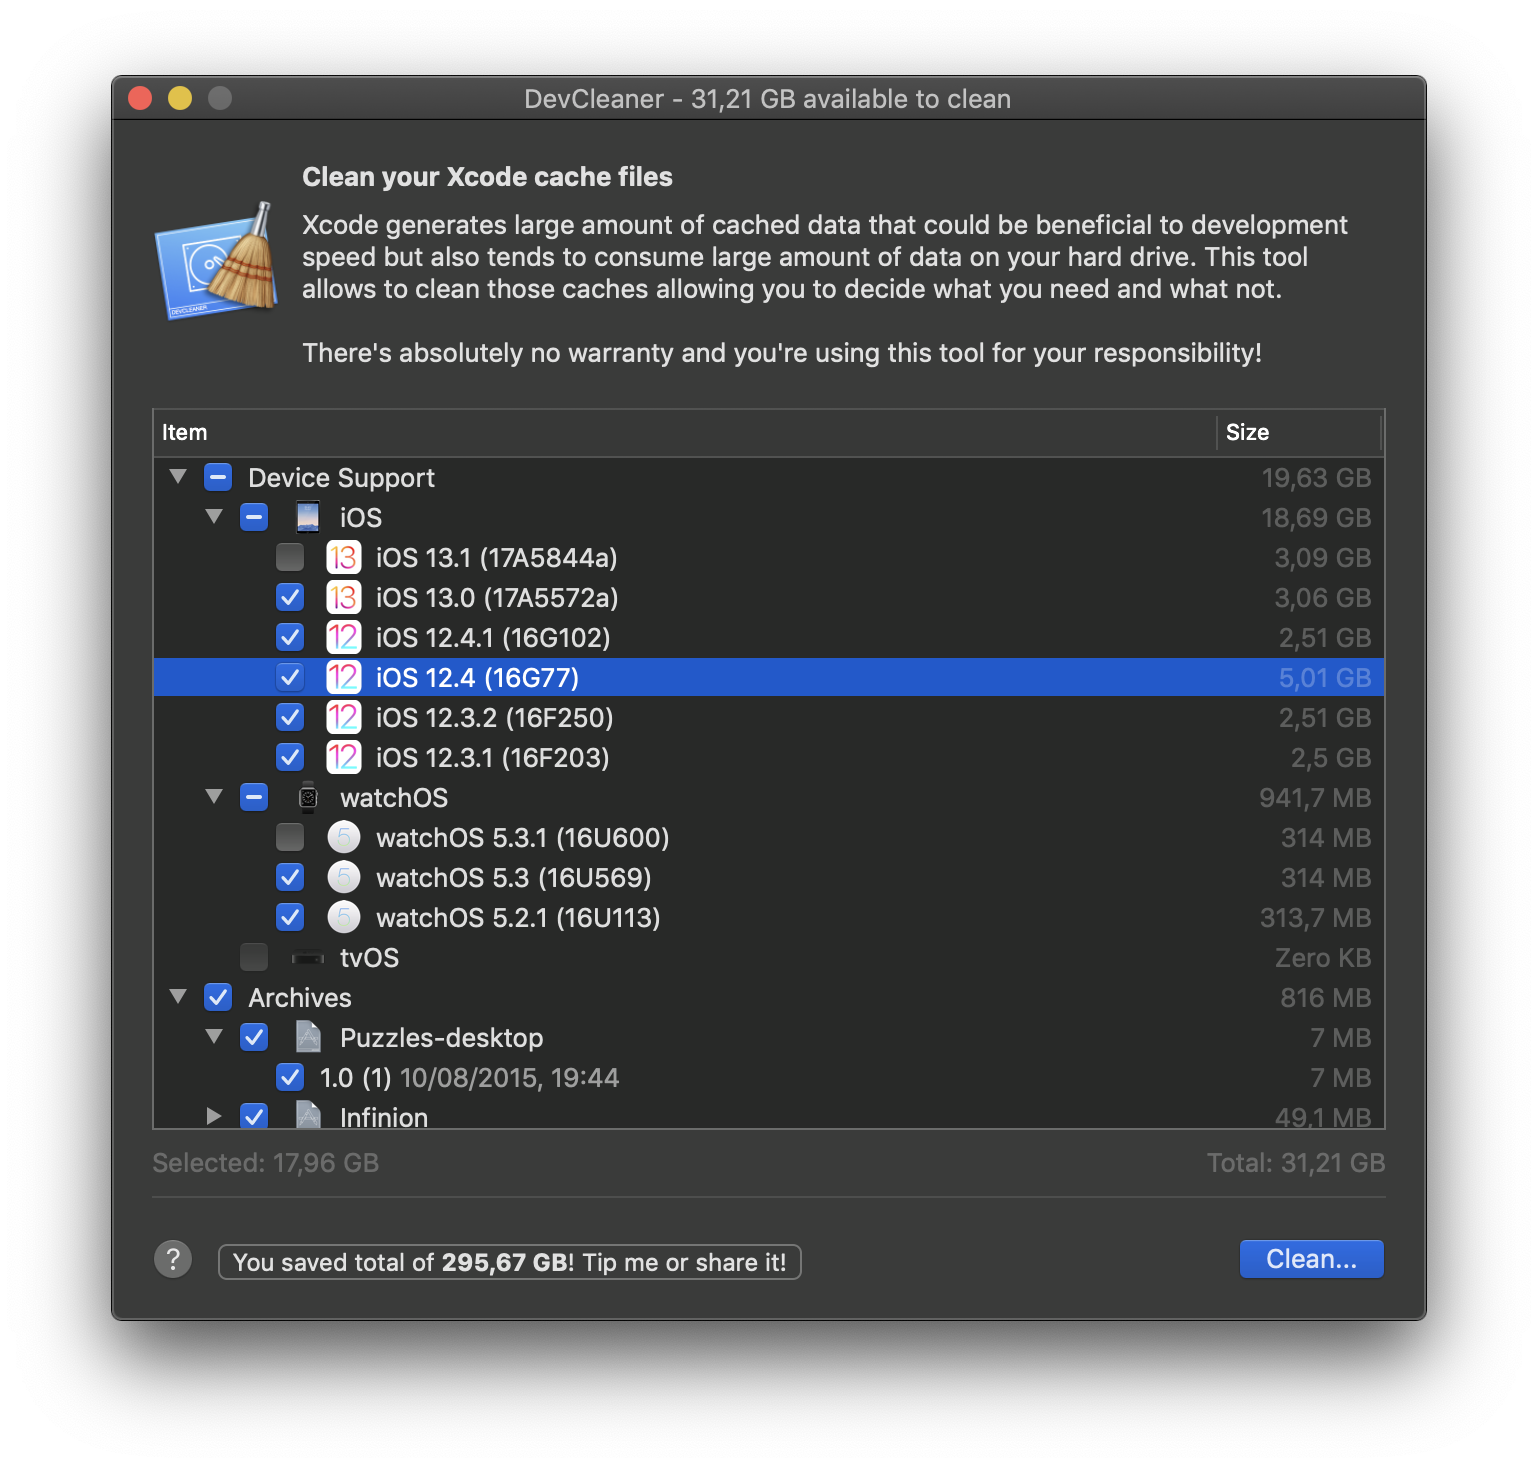 DevCleaner - 31,21 GB available to clean
Clean your Xcode cache files
Xcode generates large amount of cached data that could be beneficial to development
speed but also tends to consume large amount of data on your hard drive. This tool
allows to clean those caches allowing you to decide what you need and what not.
There's absolutely no warranty and you're using this tool for your responsibility!
DEVCLEANER
Item Size
Device Support 19,63 GB
iOS 18,69 GB
13 iOS 13.1 (17A5844a) 3,09 GB
13 iOS 13.0 (17A5572a) 3,06 GB
12 iOS 12.4.1 (16G102) 2,51 GB
12 iOS 12.4 (16G77) 5,01 GB
12 iOS 12.3.2 (16F250) 2,51 GB
12 iOS 12.3.1 (16F203) 2,5 GB
watchOS 941,7 MB
5 watchOS 5.3.1 (16U600) 314 MB
5 watchOS 5.3 (16U569) 314 MB
5 watchOS 5.2.1 (16U113) 313,7 MB
tvOS Zero KB
Archives 816 MB
Puzzles-desktop 7 MB
1.0 (1) 10/08/2015, 19:44 7 MB
Infinion 49,1 MB
Selected: 17,96 GB Total: 31,21 GB
? You saved total of 295,67 GB! Tip me or share it! Clean...